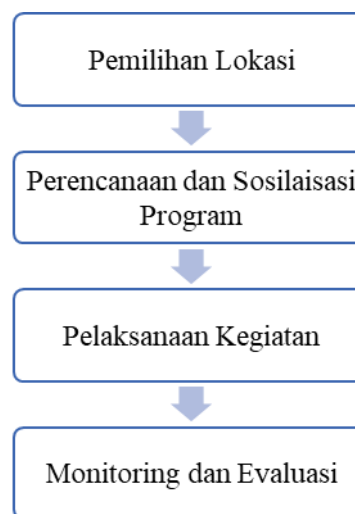 Pemilihan Lokasi
Perencanaan dan Sosilaisasi
Program
Pelaksanaan Kegiatan
Monitoring dan Evaluasi